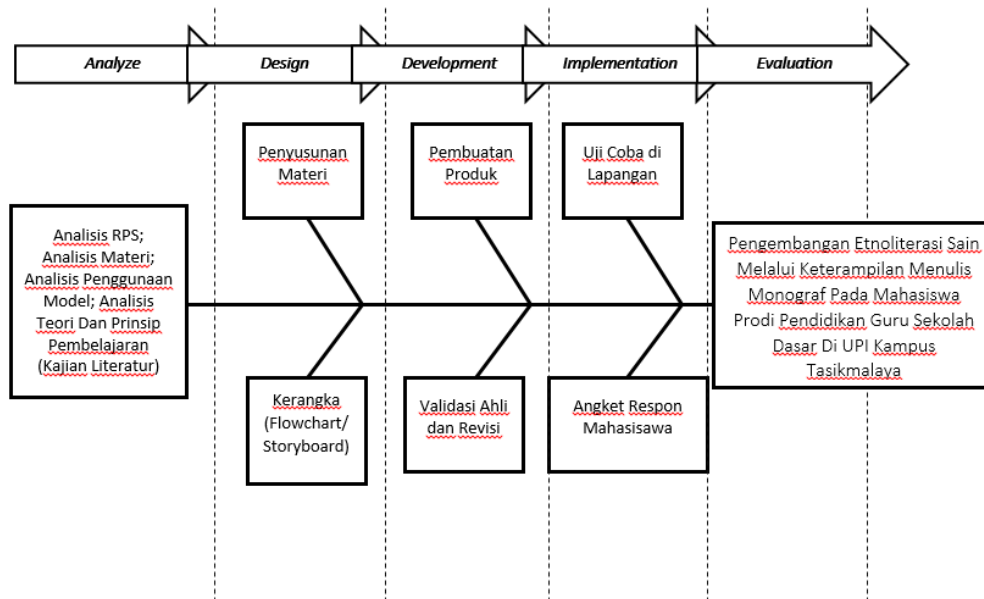 Analyze
Design
Development
Implementation
Evaluation
Penyusunan
Materi
Pembuatan
Produk
Uji Coba di
Lapangan
Analisis RPS;
Analisis Materi;
Analisis Penggunaan
Model; Analisis
Teori Dan Prinsip
Pembelajaran
(Kajian Literatur)
Pengembangan Etnoliterasi Sain
Melalui Keterampilan Menulis
Monograf Pada Mahasiswa
Prodi Pendidikan Guru Sekolah
Dasar Di UPI Kampus
Tasikmalaya
Kerangka
(Flowchart/
Storyboard)
Validasi Ahli
dan Revisi
Angket Respon
Mahasisawa